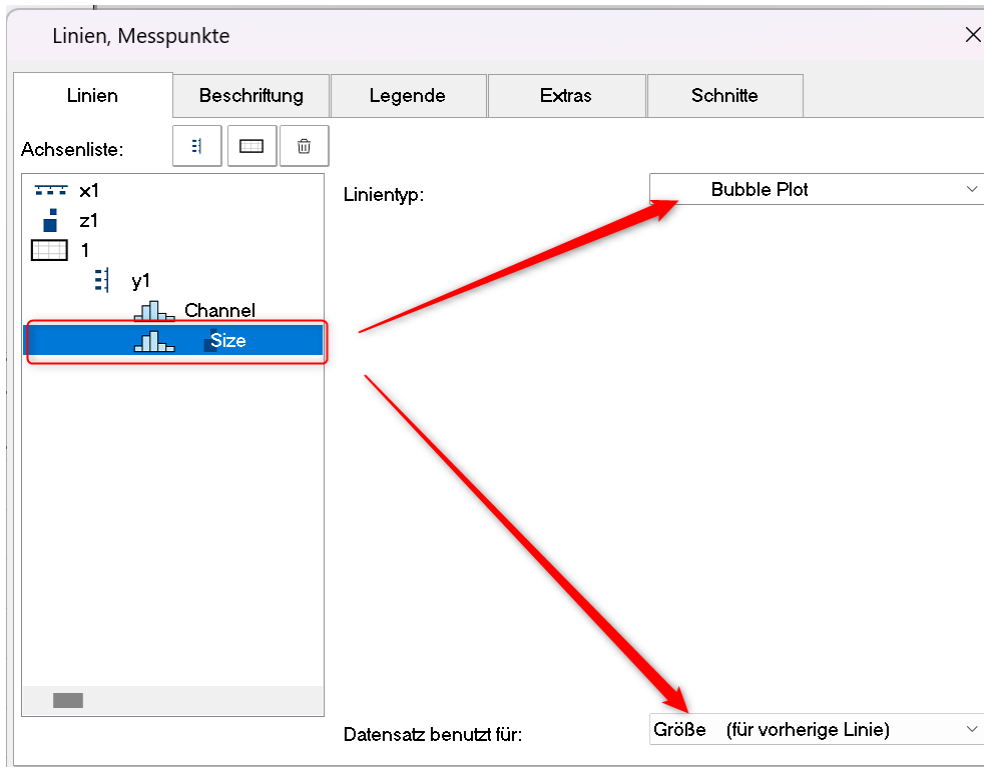 Linien, Messpunkte
Linien Beschriftung Legende Extras Schnitte
Achsenliste:
x1
z1
1
y1
Channel
Size
Linientyp: Bubble Plot
Datensatz benutzt für: Größe (für vorherige Linie)